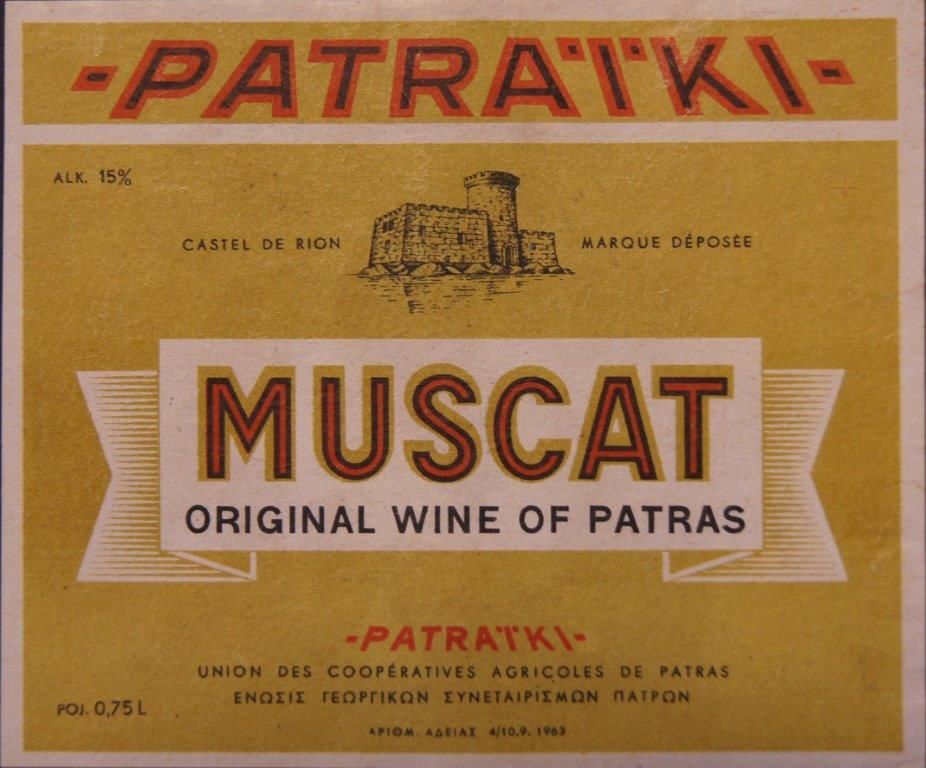 -PATRAÏKI-
ALK. 15%
CASTEL DE RION MARQUE DÉPOSÉE
MUSCAT
ORIGINAL WINE OF PATRAS
-PATRAÏKI-
UNION DES COOPÉRATIVES AGRICOLES DE PATRAS
ΕΝΩΣΙΣ ΓΕΩΡΓΙΚΩΝ ΣΥΝΕΤΑΙΡΙΣΜΩΝ ΠΑΤΡΩΝ
POJ. 0,75 L
ΑΡΙΘΜ. ΑΔΕΙΑΣ 4/10.9. 1963